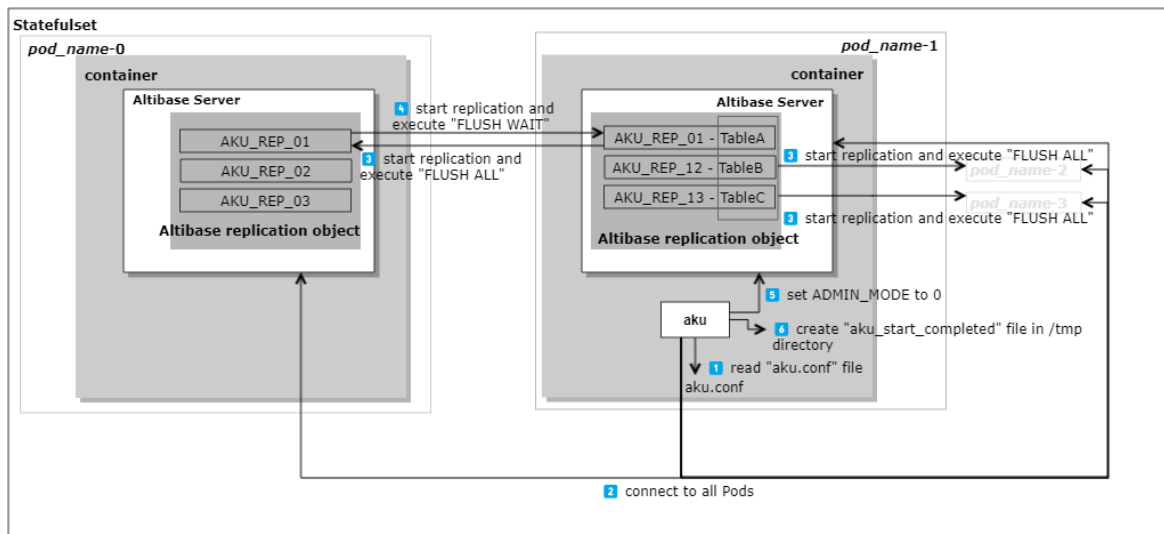 Statefulset
pod_name-0
container
Altibase Server
AKU_REP_01
AKU_REP_02
AKU_REP_03
Altibase replication object
4 start replication and
execute "FLUSH WAIT"
3 start replication and
execute "FLUSH ALL"
pod_name-1
container
Altibase Server
AKU_REP_01 - TableA
AKU_REP_12 - TableB
AKU_REP_13 - TableC
Altibase replication object
3 start replication and execute "FLUSH ALL"
pod_name-2
pod_name-3
3 start replication and execute "FLUSH ALL"
5 set ADMIN_MODE to 0
aku
6 create "aku_start_completed" file in /tmp
directory
1 read "aku.conf" file
aku.conf
2 connect to all Pods